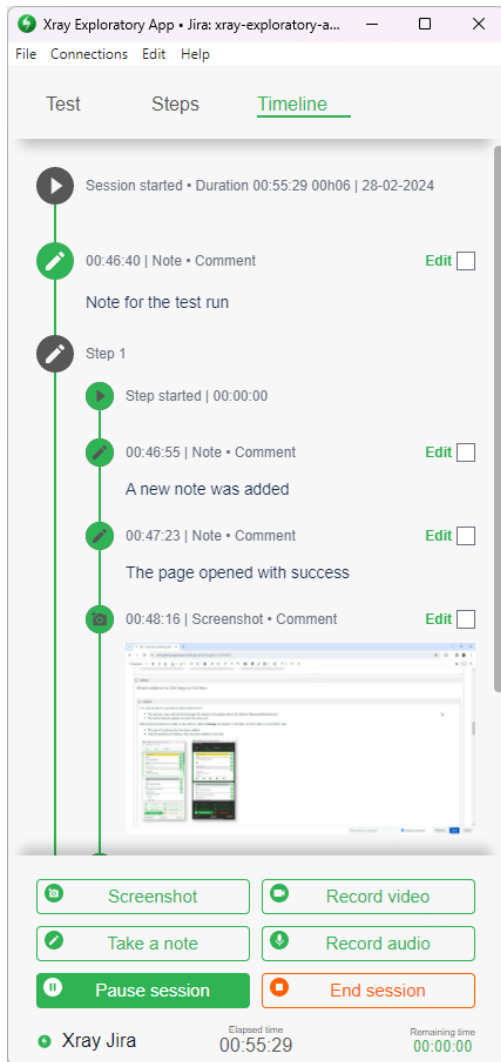 Xray Exploratory App • Jira: xray-exploratory-a...
File Connections Edit Help
Test Steps Timeline
Session started • Duration 00:55:29 00h06 | 28-02-2024
00:46:40 | Note • Comment Edit
Note for the test run
Step 1
Step started | 00:00:00
00:46:55 | Note • Comment Edit
A new note was added
00:47:23 | Note • Comment Edit
The page opened with success
00:48:16 | Screenshot • Comment Edit
Screenshot Record video
Take a note Record audio
Pause session End session
Xray Jira
Elapsed time
00:55:29
Remaining time
00:00:00